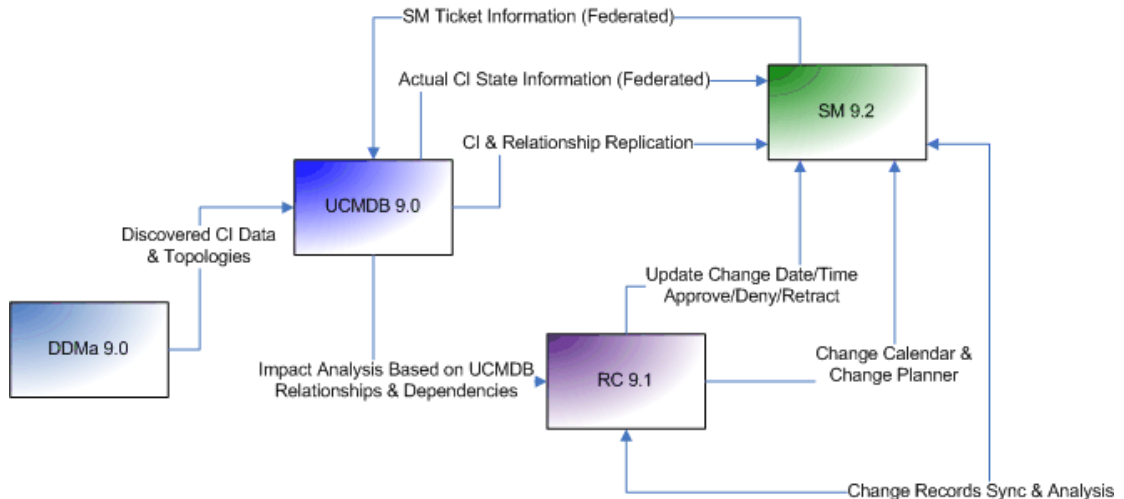 SM Ticket Information (Federated)
Actual CI State Information (Federated)
SM 9.2
CI & Relationship Replication
UCMDB 9.0
Discovered CI Data
& Topologies
Update Change Date/Time
Approve/Deny/Retract
DDMa 9.0
Impact Analysis Based on UCMDB
Relationships & Dependencies
RC 9.1
Change Calendar &
Change Planner
Change Records Sync & Analysis